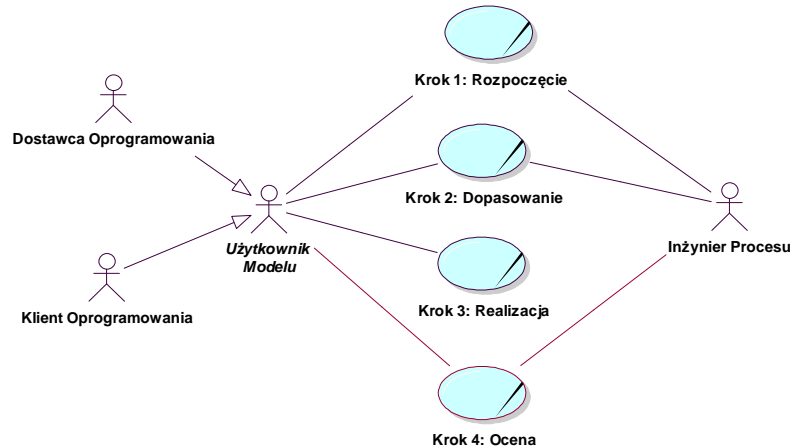 Krok 1: Rozpoczęcie
Dostawca Oprogramowania
Krok 2: Dopasowanie
Użytkownik
Modelu
Inżynier Procesu
Klient Oprogramowania
Krok 3: Realizacja
Krok 4: Ocena